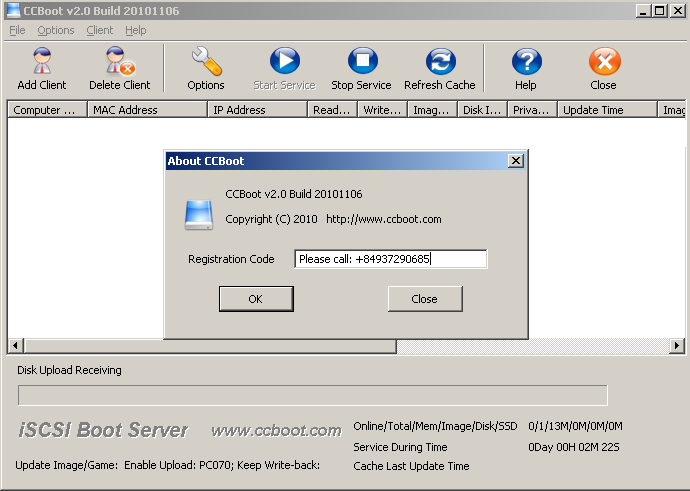 CCBoot v2.0 Build 20101106
File Options Client Help
Add Client Delete Client Options Start Service Stop Service Refresh Cache Help Close
Computer ... MAC Address IP Address Read... Write... Imag... Disk I... Priva... Update Time Imag
About CCBoot
CCBoot v2.0 Build 20101106
Copyright (C) 2010 http://www.ccboot.com
Registration Code Please call: +84937290685
OK Close
Disk Upload Receiving
iSCSI Boot Server www.ccboot.com
Online/Total/Mem/Image/Disk/SSD 0/1/13M/0M/0M/0M
Service During Time 0Day 00H 02M 22S
Update Image/Game: Enable Upload: PC070; Keep Write-back:
Cache Last Update Time